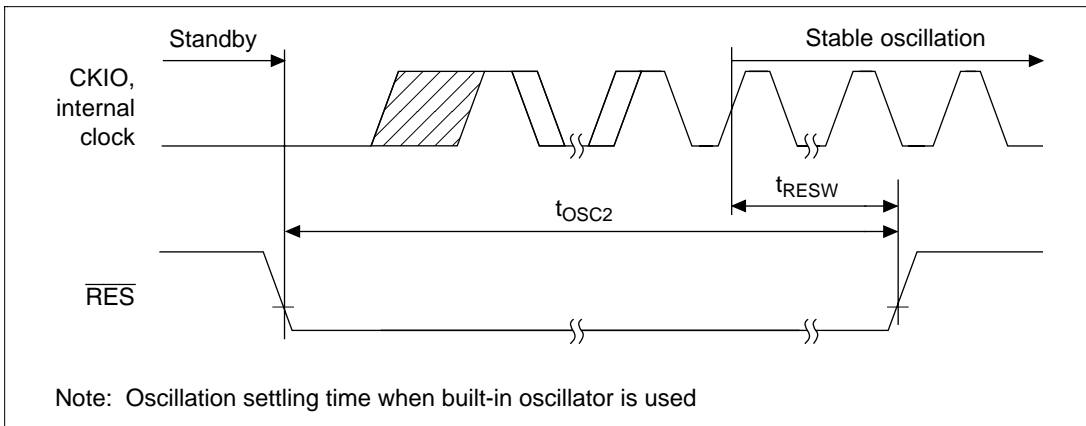 Standby
Stable oscillation
CKIO,
internal
clock
tRESW
tOSC2
RES
Note: Oscillation settling time when built-in oscillator is used